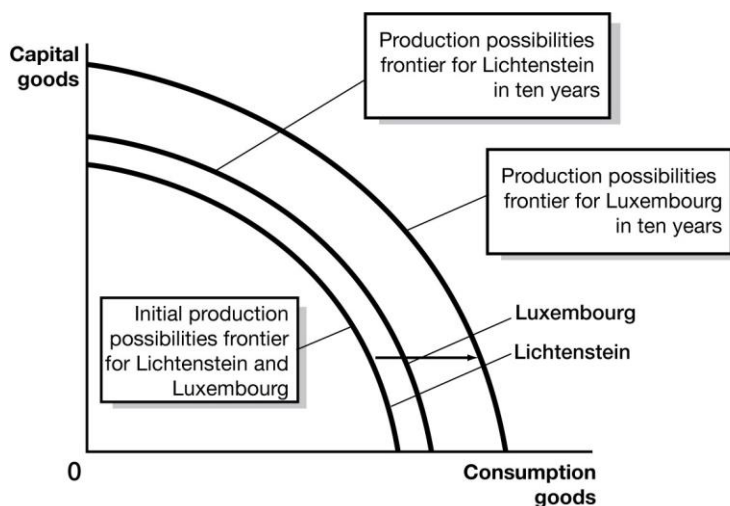 Capital
goods
Production possibilities
frontier for Lichtenstein
in ten years
Production possibilities
frontier for Luxembourg
in ten years
Initial production
possibilities frontier
for Lichtenstein and
Luxembourg
Luxembourg
Lichtenstein
0
Consumption
goods